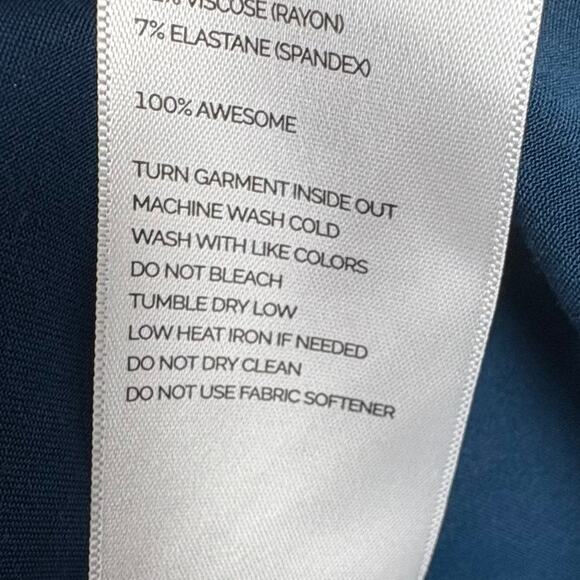 VISCOSE (RAYON)
7% ELASTANE (SPANDEX)
100% AWESOME
TURN GARMENT INSIDE OUT
MACHINE WASH COLD
WASH WITH LIKE COLORS
DO NOT BLEACH
TUMBLE DRY LOW
LOW HEAT IRON IF NEEDED
DO NOT DRY CLEAN
DO NOT USE FABRIC SOFTENER